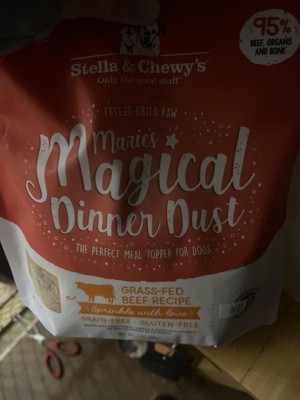 95%
BEEF, ORGANS
AND BONE
Stella & Chewy's
Only the good stuff
FREEZE-DRIED RAW
Marie's
Magical
Dinner Dust
THE PERFECT MEAL TOPPER FOR DOGS
GRASS-FED
BEEF RECIPE
Sprinkle with love
GRAIN-FREE • GLUTEN-FREE